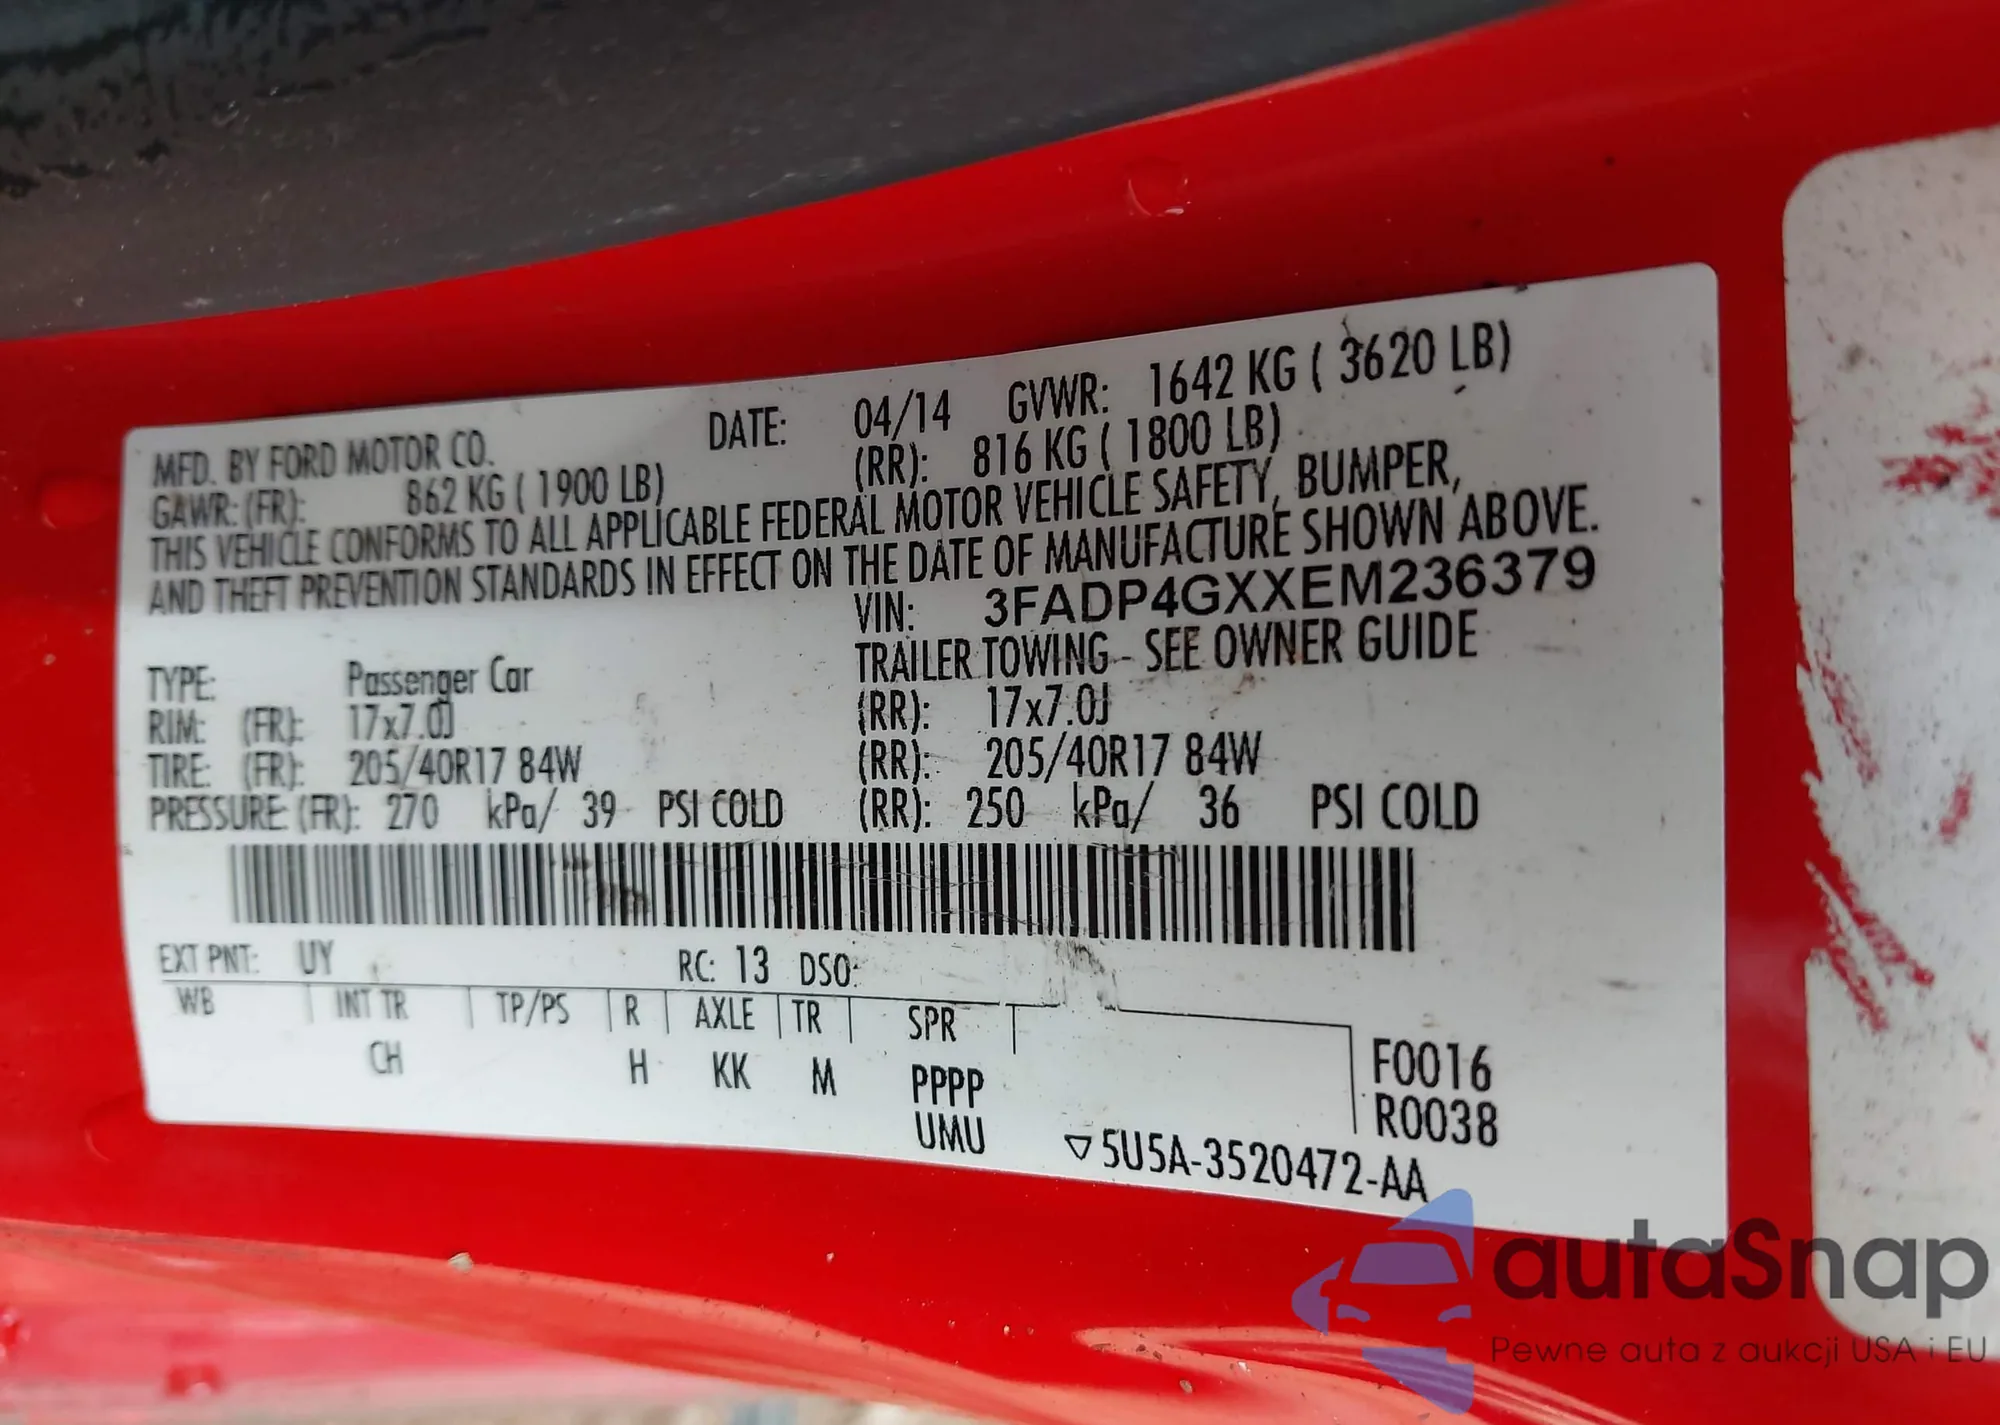 MFD. BY FORD MOTOR CO. DATE: 04/14 GVWR: 1642 KG ( 3620 LB)
GAWR: (FR): 862 KG ( 1900 LB) (RR): 816 KG ( 1800 LB)
THIS VEHICLE CONFORMS TO ALL APPLICABLE FEDERAL MOTOR VEHICLE SAFETY, BUMPER,
AND THEFT PREVENTION STANDARDS IN EFFECT ON THE DATE OF MANUFACTURE SHOWN ABOVE.
VIN: 3FADP4GXXEM236379
TYPE: Passenger Car TRAILER TOWING - SEE OWNER GUIDE
RIM: (FR): 17x7.0J (RR): 17x7.0J
TIRE: (FR): 205/40R17 84W (RR): 205/40R17 84W
PRESSURE: (FR): 270 kPa/ 39 PSI COLD (RR): 250 kPa/ 36 PSI COLD
EXT PNT: UY RC: 13 DSO:
WB INT TR TP/PS R AXLE TR SPR
CH H KK M PPPP F0016
UMU R0038
▽5U5A-3520472-AA
autaSnap
Pewne auta z aukcji USA i EU